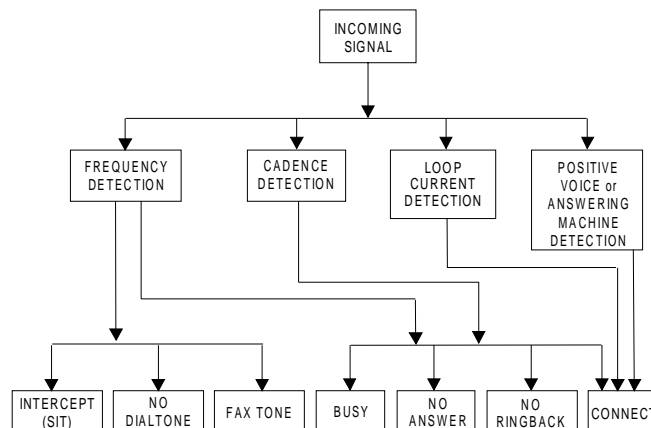 INCOMING
SIGNAL
FREQUENCY
DETECTION
CADENCE
DETECTION
LOOP
CURRENT
DETECTION
POSITIVE
VOICE or
ANSWERING
MACHINE
DETECTION
INTERCEPT
(SIT)
NO
DIALTONE
FAX TONE
BUSY
NO
ANSWER
NO
RINGBACK
CONNECT